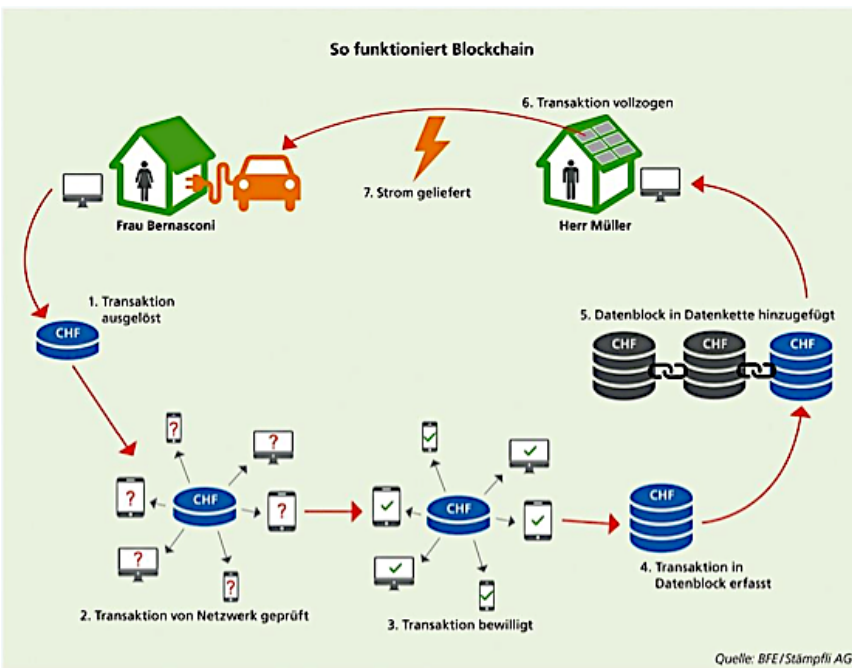 So funktioniert Blockchain
6. Transaktion vollzogen
7. Strom geliefert
Frau Bernasconi
Herr Müller
1. Transaktion
ausgelöst
CHF
5. Datenblock in Datenkette hinzugefügt
CHF
CHF
CHF
?
?
?
?
?
?
CHF
CHF
CHF
2. Transaktion von Netzwerk geprüft
3. Transaktion bewilligt
4. Transaktion in
Datenblock erfasst
Quelle: BFE/Stämpfli AG